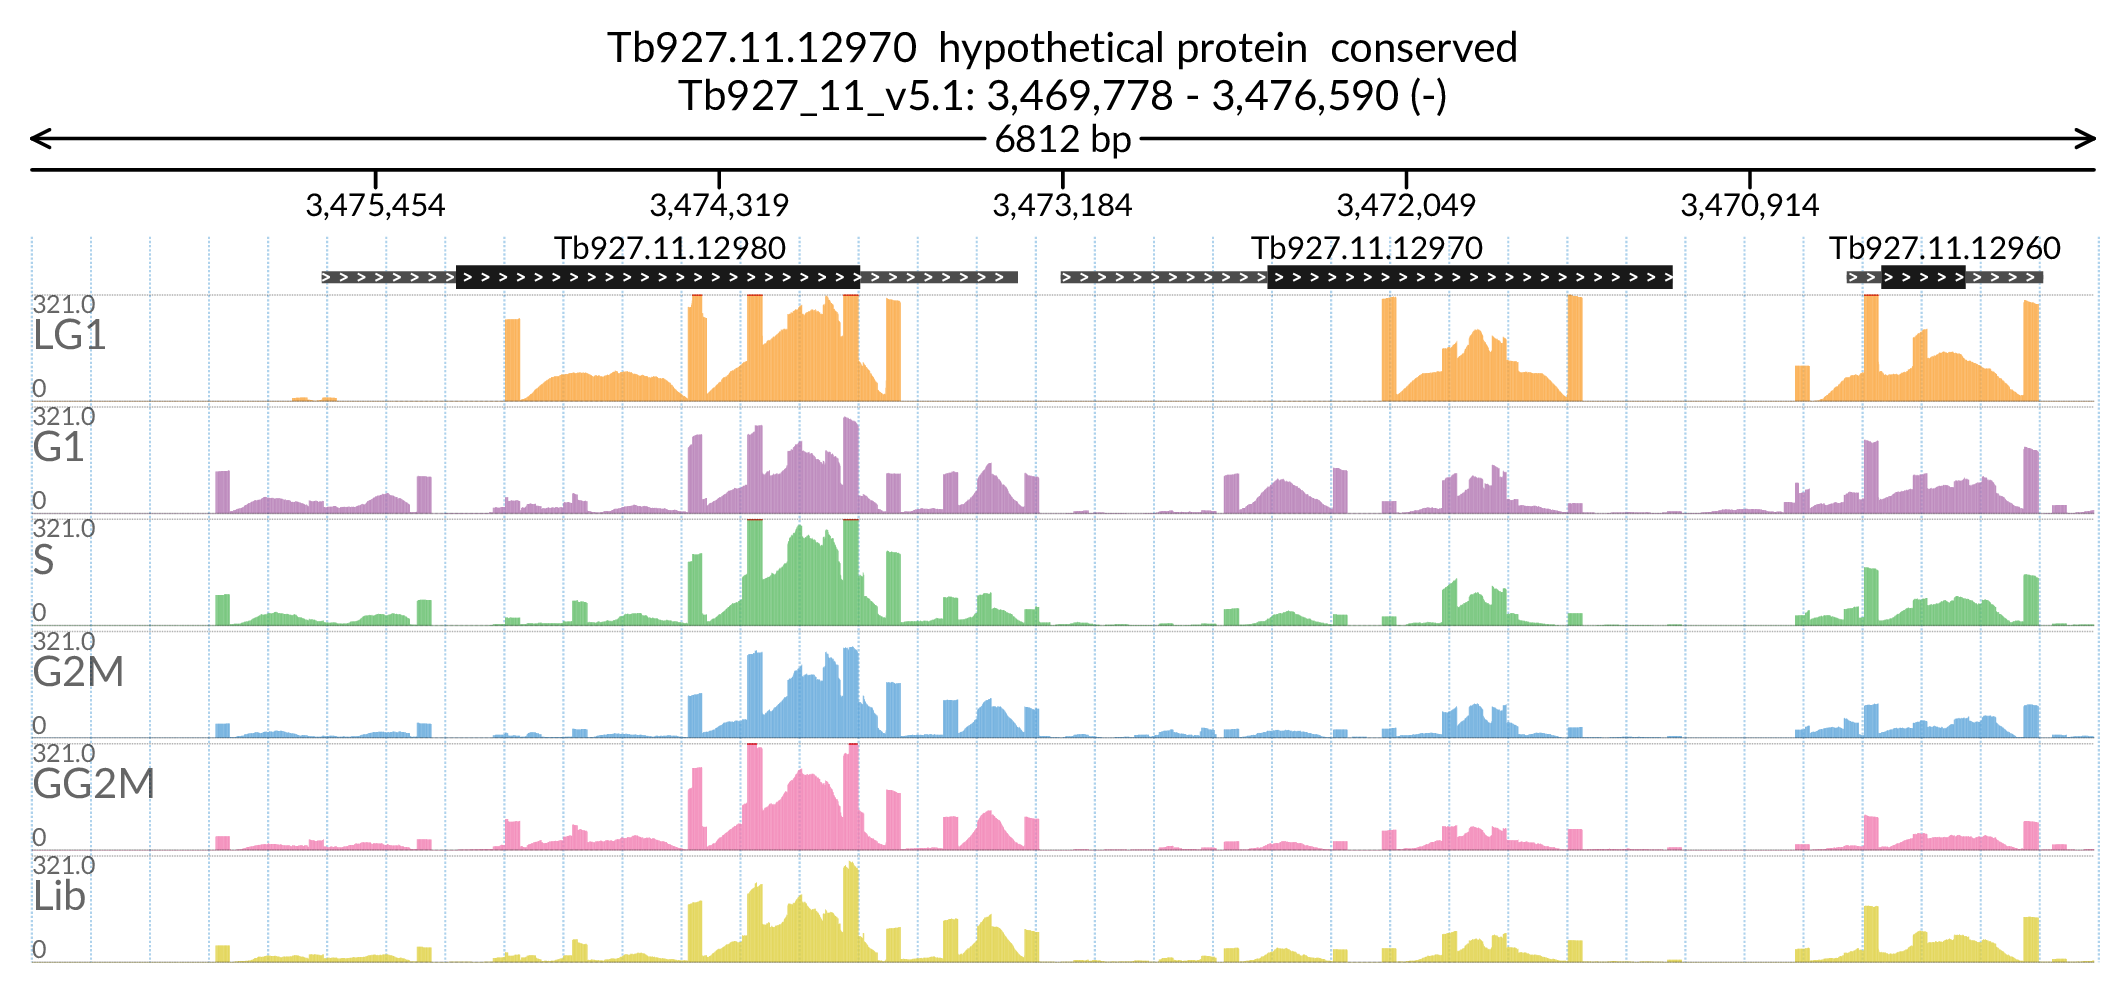 Tb927.11.12970 hypothetical protein conserved
Tb927_11_v5.1: 3,469,778 - 3,476,590 (-)
6812 bp
3,475,454 3,474,319 3,473,184 3,472,049 3,470,914
Tb927.11.12980 Tb927.11.12970 Tb927.11.12960
321.0
LG1
0
321.0
G1
0
321.0
S
0
321.0
G2M
0
321.0
GG2M
0
321.0
Lib
0